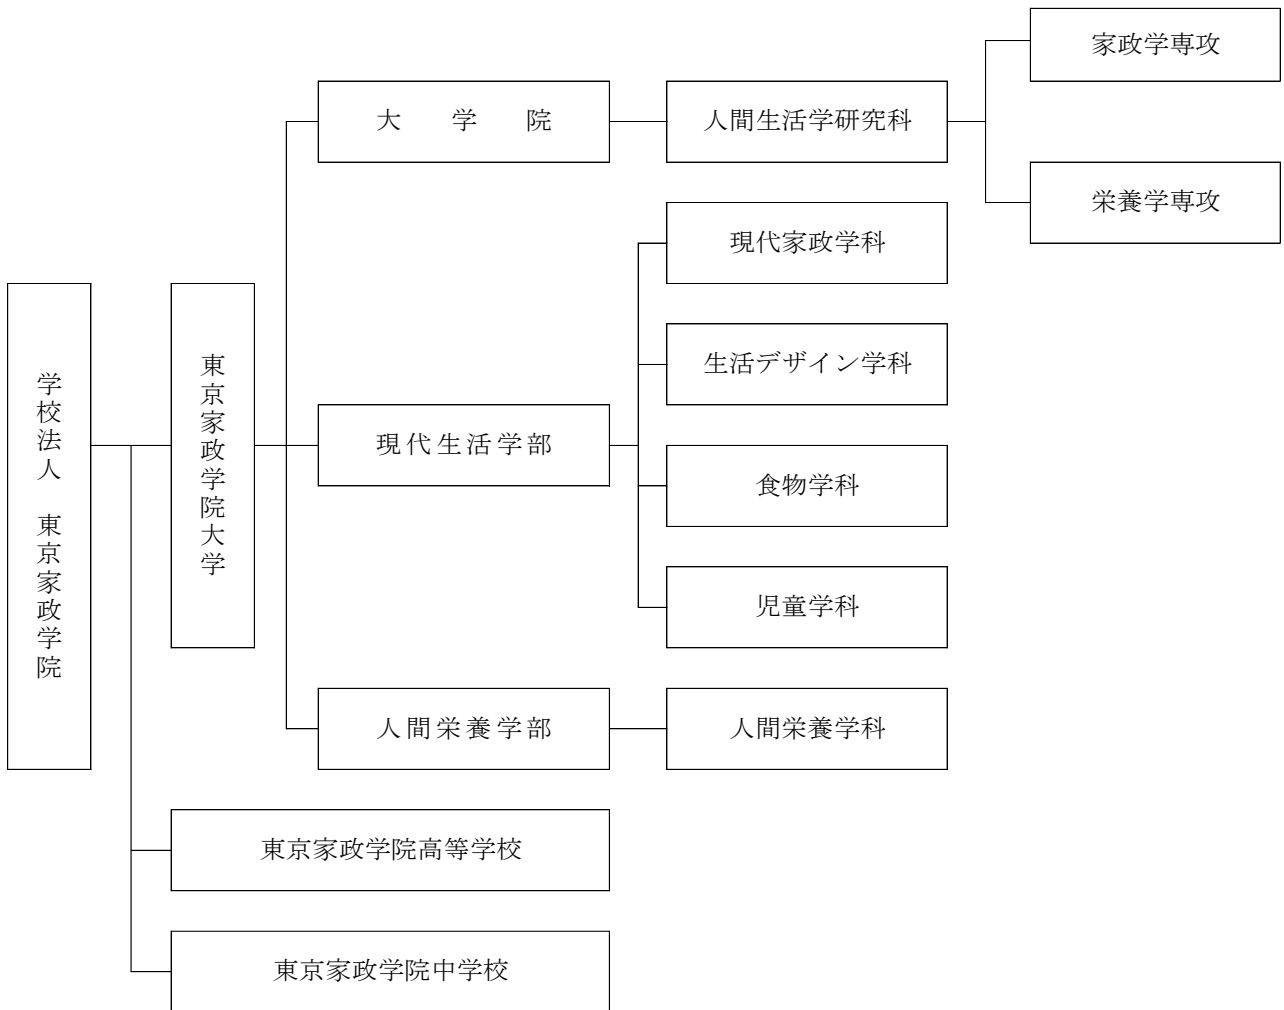 学校法人　東京家政学院
東京家政学院大学
大　学　院
人間生活学研究科
家政学専攻
栄養学専攻
現代生活学部
現代家政学科
生活デザイン学科
食物学科
児童学科
人間栄養学部
人間栄養学科
東京家政学院高等学校
東京家政学院中学校